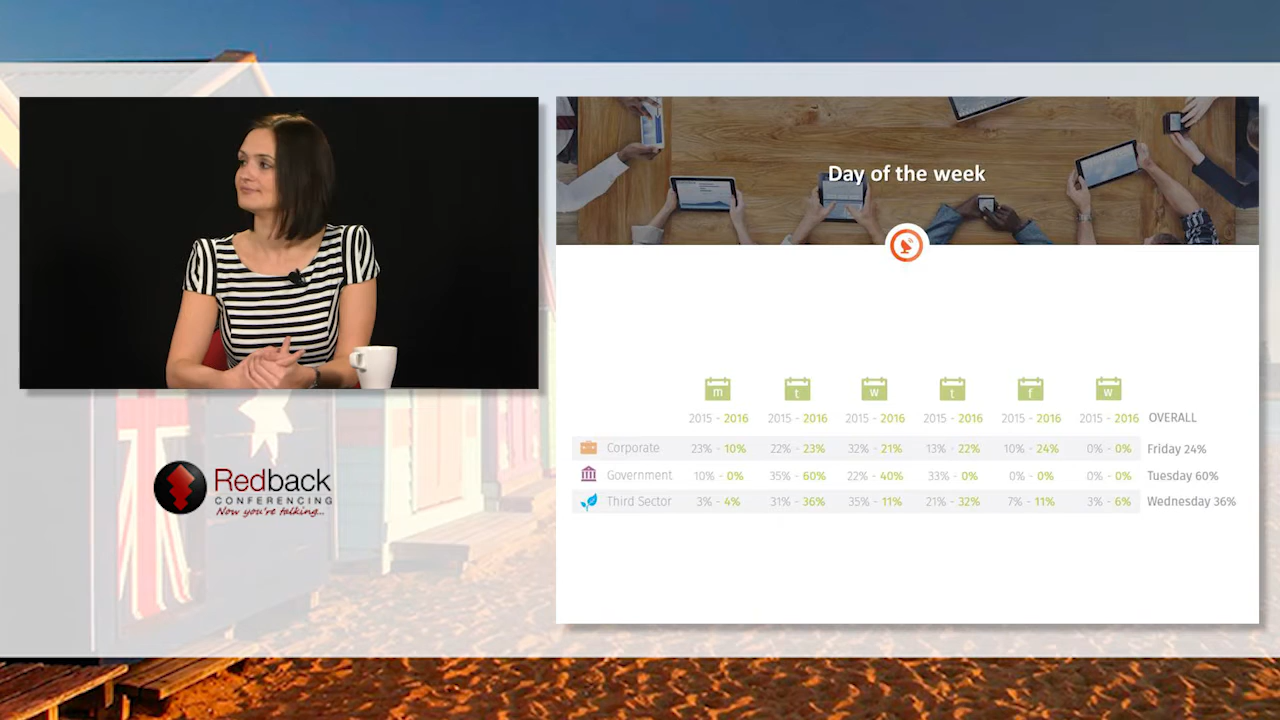 Day of the week
m t w t f w
2015 - 2016 2015 - 2016 2015 - 2016 2015 - 2016 2015 - 2016 2015 - 2016 OVERALL
Corporate 23% - 10% 22% - 23% 32% - 21% 13% - 22% 10% - 24% 0% - 0% Friday 24%
Government 10% - 0% 35% - 60% 22% - 40% 33% - 0% 0% - 0% 0% - 0% Tuesday 60%
Third Sector 3% - 4% 31% - 36% 35% - 11% 21% - 32% 7% - 11% 3% - 6% Wednesday 36%
Redback
CONFERENCING
Now you're talking...